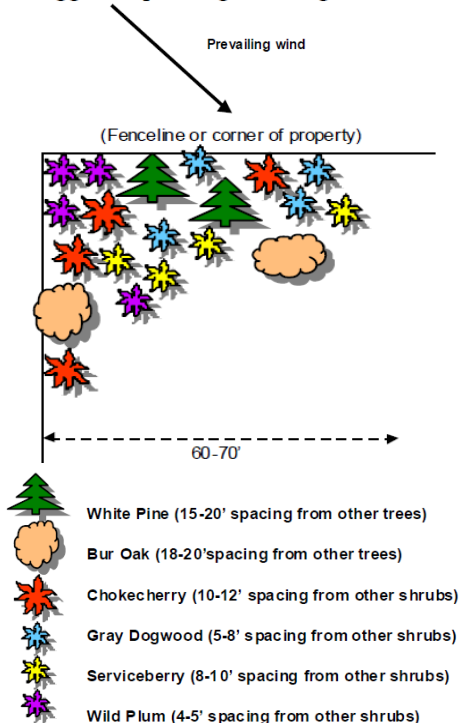 Prevailing wind
(Fenceline or corner of property)
60-70'
White Pine (15-20' spacing from other trees)
Bur Oak (18-20'spacing from other trees)
Chokecherry (10-12' spacing from other shrubs)
Gray Dogwood (5-8' spacing from other shrubs)
Serviceberry (8-10' spacing from other shrubs)
Wild Plum (4-5' spacing from other shrubs)